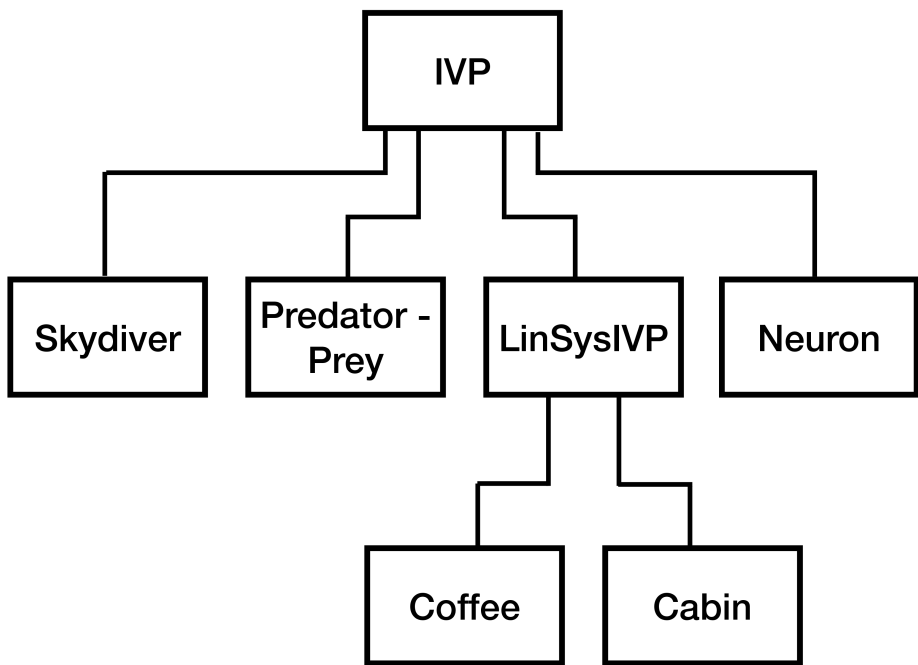 IVP
Skydiver
Predator -
Prey
LinSysIVP
Neuron
Coffee
Cabin